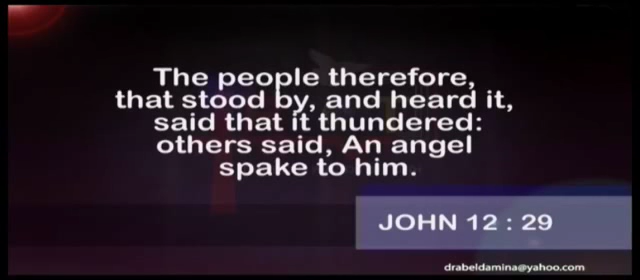 The people therefore,
that stood by, and heard it,
said that it thundered:
others said, An angel
spake to him.
JOHN 12 : 29
drabeldamina@yahoo.com